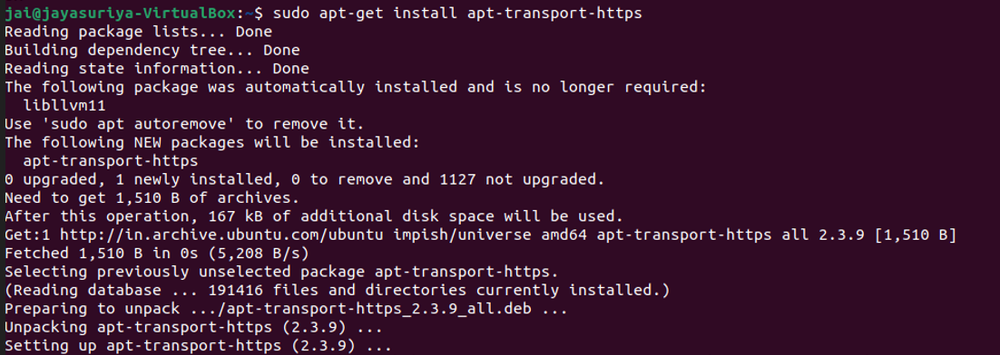 jai@jayasuriya-VirtualBox:~$ sudo apt-get install apt-transport-https
Reading package lists... Done
Building dependency tree... Done
Reading state information... Done
The following package was automatically installed and is no longer required:
  libllvm11
Use 'sudo apt autoremove' to remove it.
The following NEW packages will be installed:
  apt-transport-https
0 upgraded, 1 newly installed, 0 to remove and 1127 not upgraded.
Need to get 1,510 B of archives.
After this operation, 167 kB of additional disk space will be used.
Get:1 http://in.archive.ubuntu.com/ubuntu impish/universe amd64 apt-transport-https all 2.3.9 [1,510 B]
Fetched 1,510 B in 0s (5,208 B/s)
Selecting previously unselected package apt-transport-https.
(Reading database ... 191416 files and directories currently installed.)
Preparing to unpack .../apt-transport-https_2.3.9_all.deb ...
Unpacking apt-transport-https (2.3.9) ...
Setting up apt-transport-https (2.3.9) ...